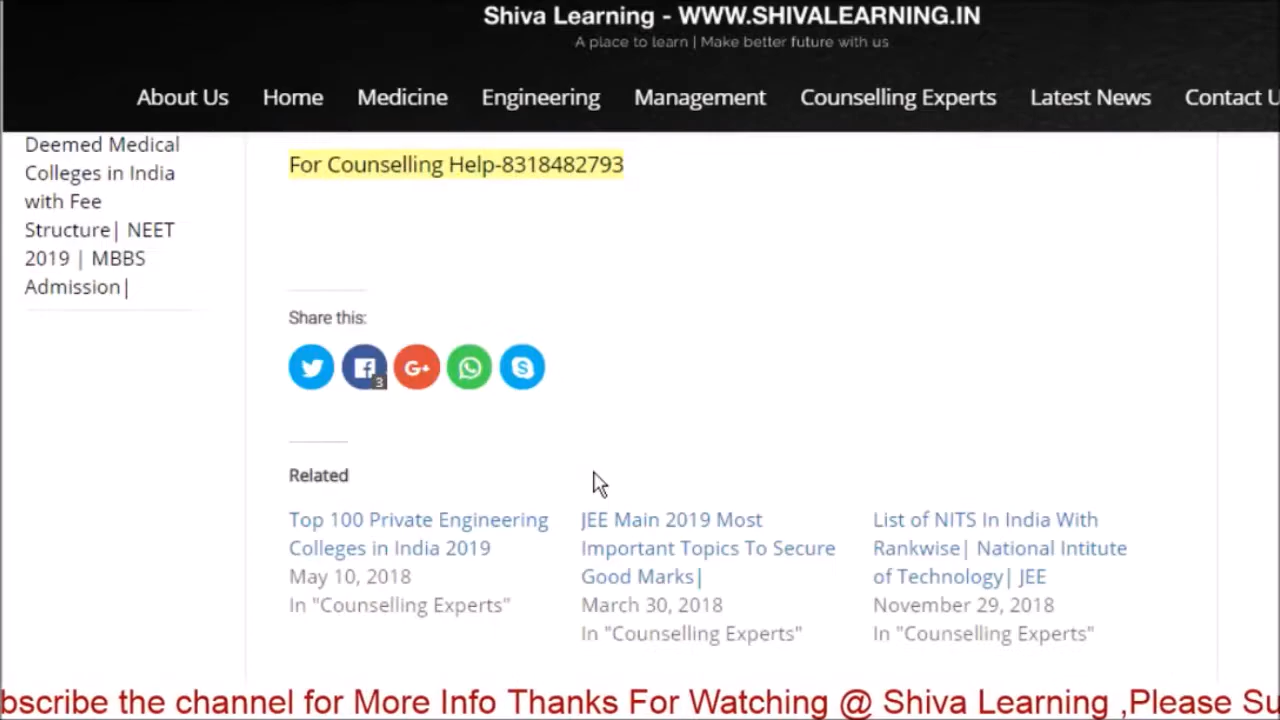 Shiva Learning - WWW.SHIVALEARNING.IN
A place to learn | Make better future with us
About Us Home Medicine Engineering Management Counselling Experts Latest News Contact U
Deemed Medical
Colleges in India
with Fee
Structure| NEET
2019 | MBBS
Admission|
For Counselling Help-8318482793
Share this:
3
Related
Top 100 Private Engineering
Colleges in India 2019
May 10, 2018
In "Counselling Experts"
JEE Main 2019 Most
Important Topics To Secure
Good Marks|
March 30, 2018
In "Counselling Experts"
List of NITS In India With
Rankwise| National Intitute
of Technology| JEE
November 29, 2018
In "Counselling Experts"
bscribe the channel for More Info Thanks For Watching @ Shiva Learning ,Please Su